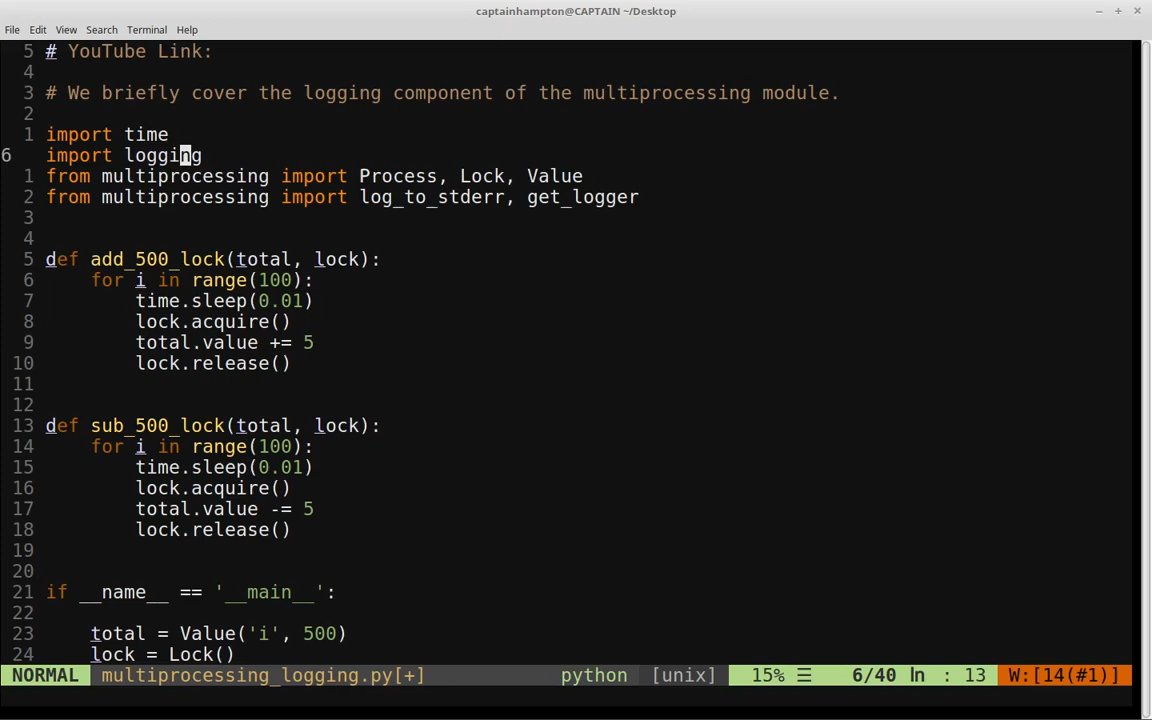 captainhampton@CAPTAIN ~/Desktop
File Edit View Search Terminal Help
5 # YouTube Link:
4
3 # We briefly cover the logging component of the multiprocessing module.
2
1 import time
6 import logging
1 from multiprocessing import Process, Lock, Value
2 from multiprocessing import log_to_stderr, get_logger
3
4
5 def add_500_lock(total, lock):
6     for i in range(100):
7         time.sleep(0.01)
8         lock.acquire()
9         total.value += 5
10         lock.release()
11
12
13 def sub_500_lock(total, lock):
14     for i in range(100):
15         time.sleep(0.01)
16         lock.acquire()
17         total.value -= 5
18         lock.release()
19
20
21 if __name__ == '__main__':
22
23     total = Value('i', 500)
24     lock = Lock()
NORMAL multiprocessing_logging.py[+] python [unix] 15% ☰ 6/40 ln : 13 W:[14(#1)]